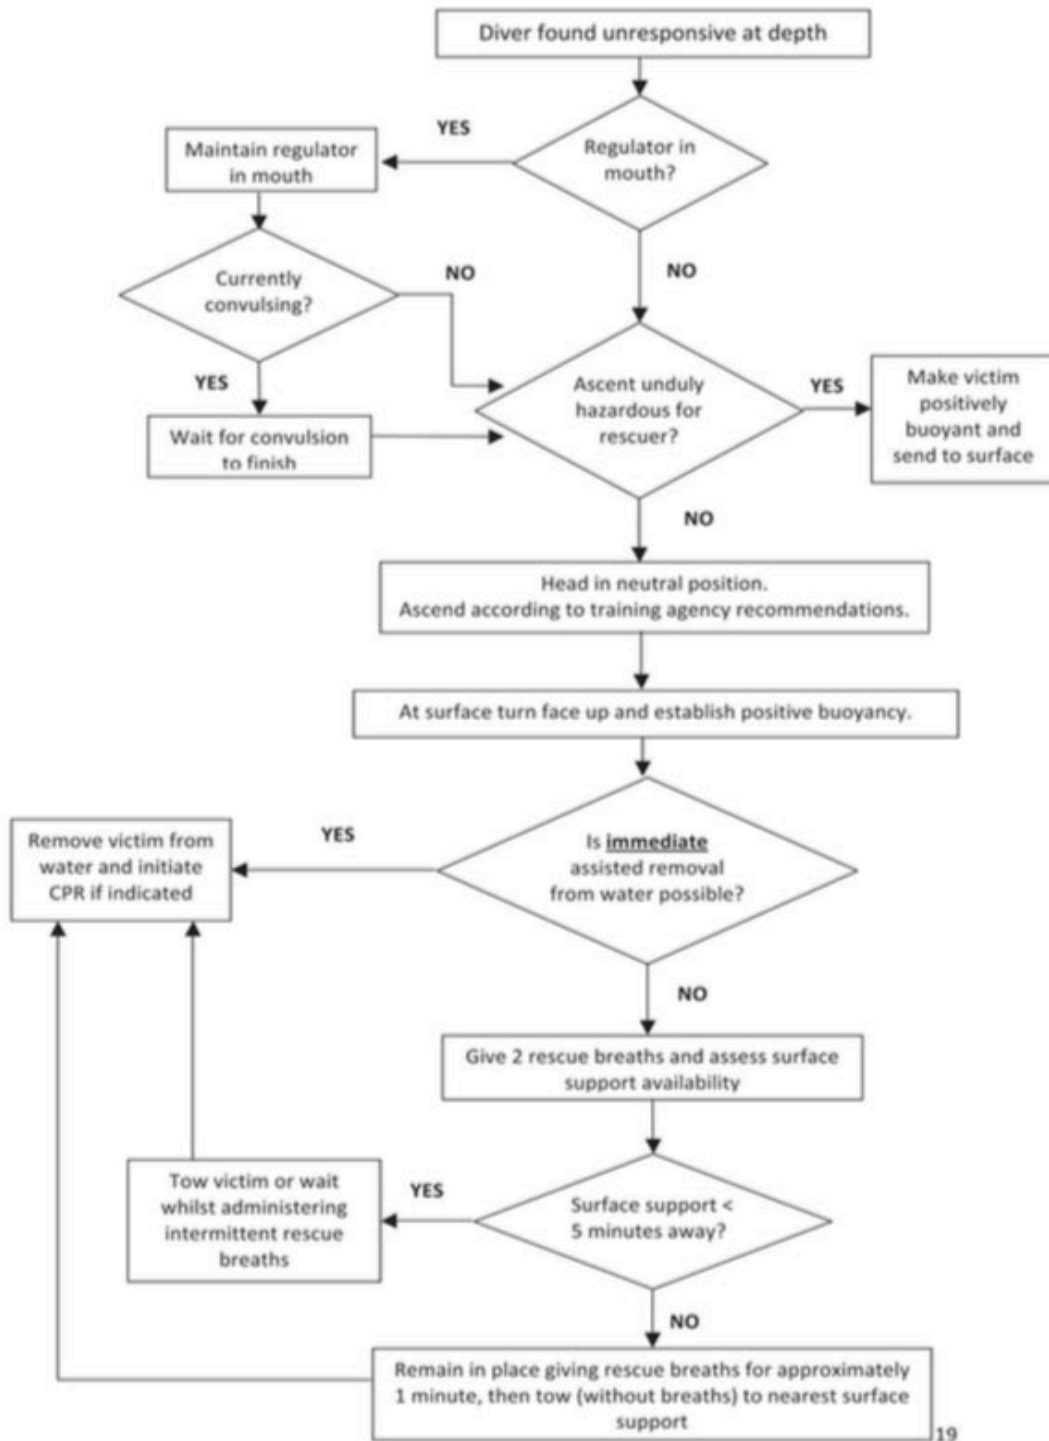 Diver found unresponsive at depth
Regulator in
mouth?
YES
Maintain regulator
in mouth
Currently
convulsing?
NO
NO
YES
Wait for convulsion
to finish
Ascent unduly
hazardous for
rescuer?
YES
Make victim
positively
buoyant and
send to surface
NO
Head in neutral position.
Ascend according to training agency recommendations.
At surface turn face up and establish positive buoyancy.
Is immediate
assisted removal
from water possible?
YES
Remove victim from
water and initiate
CPR if indicated
NO
Give 2 rescue breaths and assess surface
support availability
Surface support <
5 minutes away?
YES
Tow victim or wait
whilst administering
intermittent rescue
breaths
NO
Remain in place giving rescue breaths for approximately
1 minute, then tow (without breaths) to nearest surface
support
19